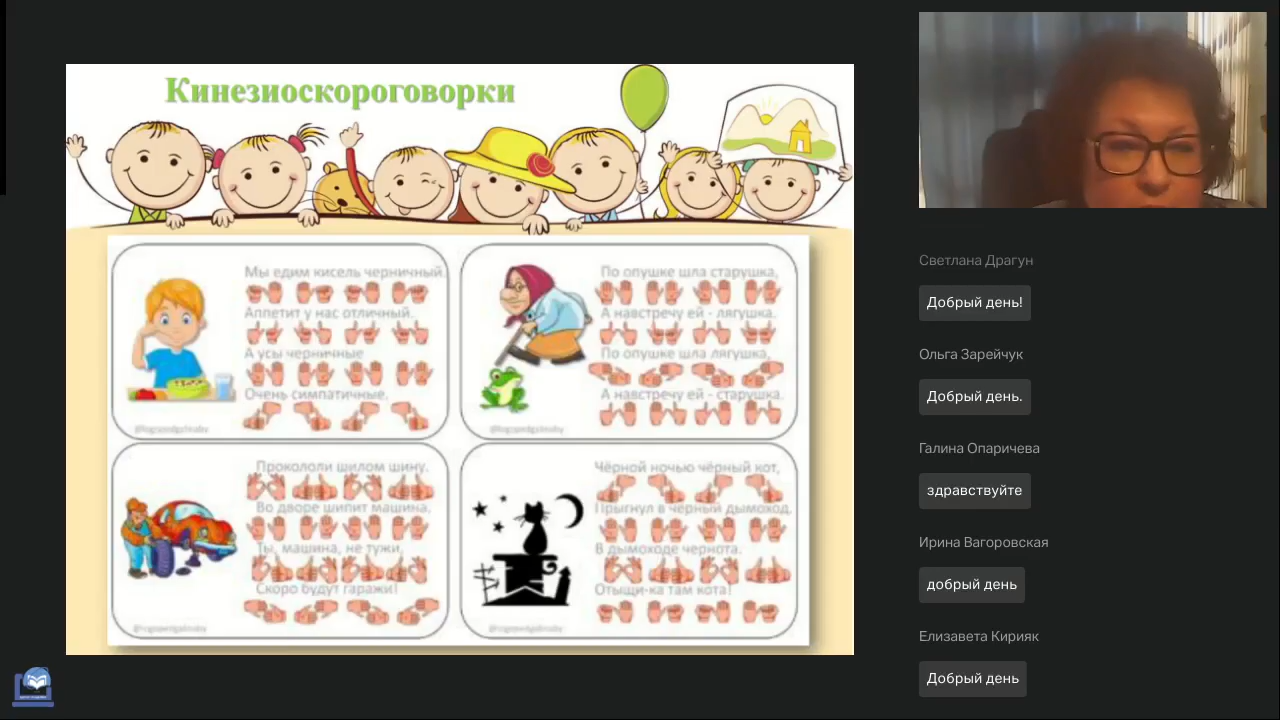 Кинезиоскороговорки
Мы едим кисель черничный.
Аппетит у нас отличный.
А усы черничные
Очень симпатичные.
По опушке шла старушка,
А навстречу ей - лягушка.
По опушке шла лягушка,
А навстречу ей - старушка.
Прокололи шилом шину.
Во дворе шипит машина.
Ты, машина, не тужи,
Скоро будут гаражи!
Чёрной ночью чёрный кот,
Прыгнул в чёрный дымоход.
В дымоходе чернота.
Отыщи-ка там кота!
Светлана Драгун
Добрый день!
Ольга Зарейчук
Добрый день.
Галина Опаричева
здравствуйте
Ирина Вагоровская
добрый день
Елизавета Кирияк
Добрый день